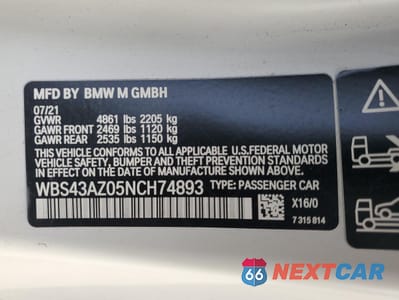 MFD BY BMW M GMBH
07/21
GVWR 4861 lbs 2205 kg
GAWR FRONT 2469 lbs 1120 kg
GAWR REAR 2535 lbs 1150 kg
THIS VEHICLE CONFORMS TO ALL APPLICABLE U.S.FEDERAL MOTOR
VEHICLE SAFETY, BUMPER, AND THEFT PREVENTION STANDARDS
IN EFFECT ON THE DATE OF MANUFACTURE SHOWN ABOVE.
WBS43AZ05NCH74893 TYPE: PASSENGER CAR
X16/0
7 315 814
66 NEXTCAR